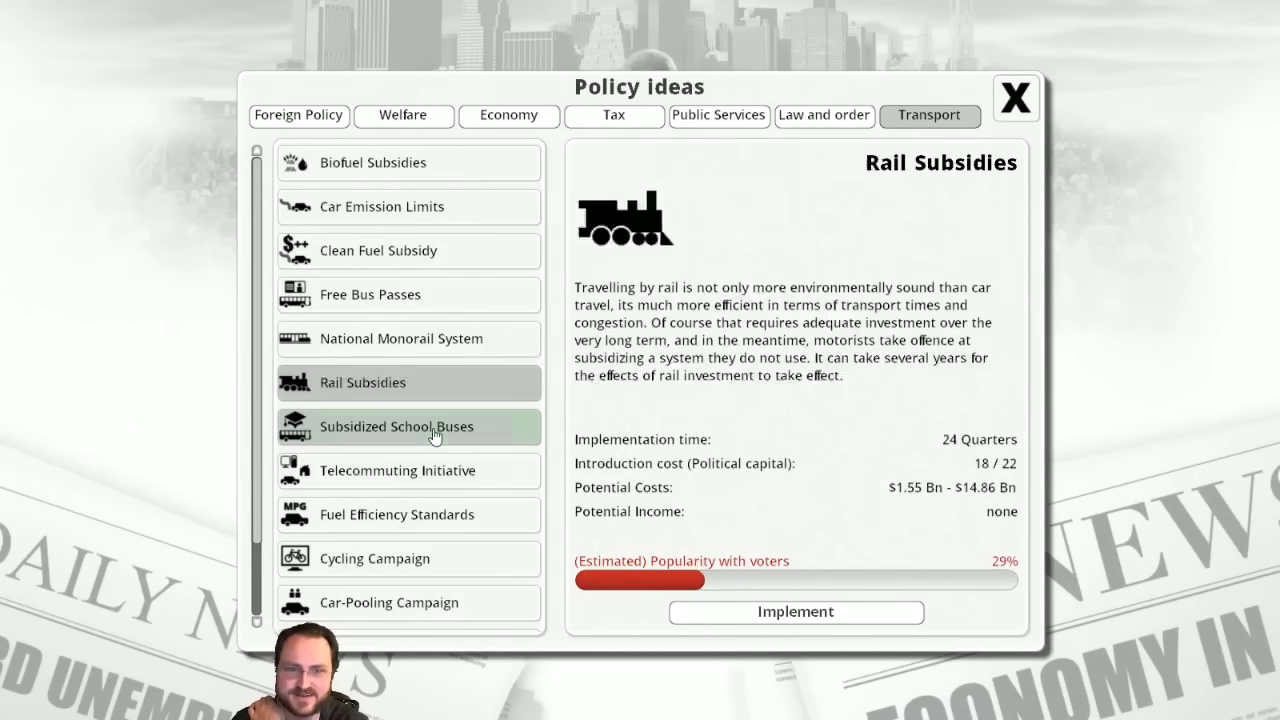 Policy ideas
X
Foreign Policy
Welfare
Economy
Tax
Public Services
Law and order
Transport
Biofuel Subsidies
Car Emission Limits
$++
Clean Fuel Subsidy
Free Bus Passes
National Monorail System
Rail Subsidies
Subsidized School Buses
Telecommuting Initiative
MPG
Fuel Efficiency Standards
Cycling Campaign
Car-Pooling Campaign
Rail Subsidies
Travelling by rail is not only more environmentally sound than car
travel, its much more efficient in terms of transport times and
congestion. Of course that requires adequate investment over the
very long term, and in the meantime, motorists take offence at
subsidizing a system they do not use. It can take several years for
the effects of rail investment to take effect.
Implementation time: 24 Quarters
Introduction cost (Political capital): 18 / 22
Potential Costs: $1.55 Bn - $14.86 Bn
Potential Income: none
(Estimated) Popularity with voters 29%
Implement
DAILY N
S
RD UNEMP
NEWS
ECONOMY IN